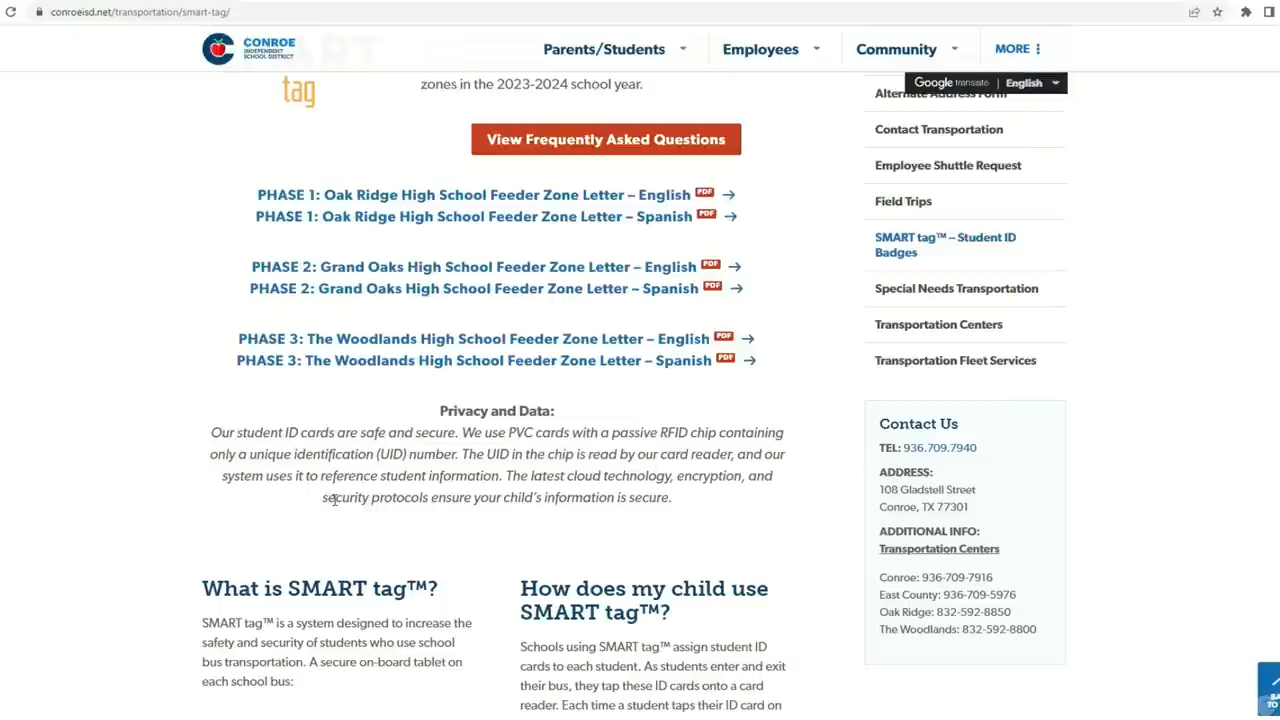 conroeisd.net/transportation/smart-tag/
CONROE
INDEPENDENT
SCHOOL DISTRICT
Parents/Students
Employees
Community
MORE
Google translate | English
tag
zones in the 2023-2024 school year.
View Frequently Asked Questions
PHASE 1: Oak Ridge High School Feeder Zone Letter – English PDF →
PHASE 1: Oak Ridge High School Feeder Zone Letter – Spanish PDF →
PHASE 2: Grand Oaks High School Feeder Zone Letter – English PDF →
PHASE 2: Grand Oaks High School Feeder Zone Letter – Spanish PDF →
PHASE 3: The Woodlands High School Feeder Zone Letter – English PDF →
PHASE 3: The Woodlands High School Feeder Zone Letter – Spanish PDF →
Privacy and Data:
Our student ID cards are safe and secure. We use PVC cards with a passive RFID chip containing
only a unique identification (UID) number. The UID in the chip is read by our card reader, and our
system uses it to reference student information. The latest cloud technology, encryption, and
security protocols ensure your child's information is secure.
What is SMART tag™?
SMART tag™ is a system designed to increase the
safety and security of students who use school
bus transportation. A secure on-board tablet on
each school bus:
How does my child use
SMART tag™?
Schools using SMART tag™ assign student ID
cards to each student. As students enter and exit
their bus, they tap these ID cards onto a card
reader. Each time a student taps their ID card on
Alternate Address Form
Contact Transportation
Employee Shuttle Request
Field Trips
SMART tag™ – Student ID
Badges
Special Needs Transportation
Transportation Centers
Transportation Fleet Services
Contact Us
TEL: 936.709.7940
ADDRESS:
108 Gladstell Street
Conroe, TX 77301
ADDITIONAL INFO:
Transportation Centers
Conroe: 936-709-7916
East County: 936-709-5976
Oak Ridge: 832-592-8850
The Woodlands: 832-592-8800